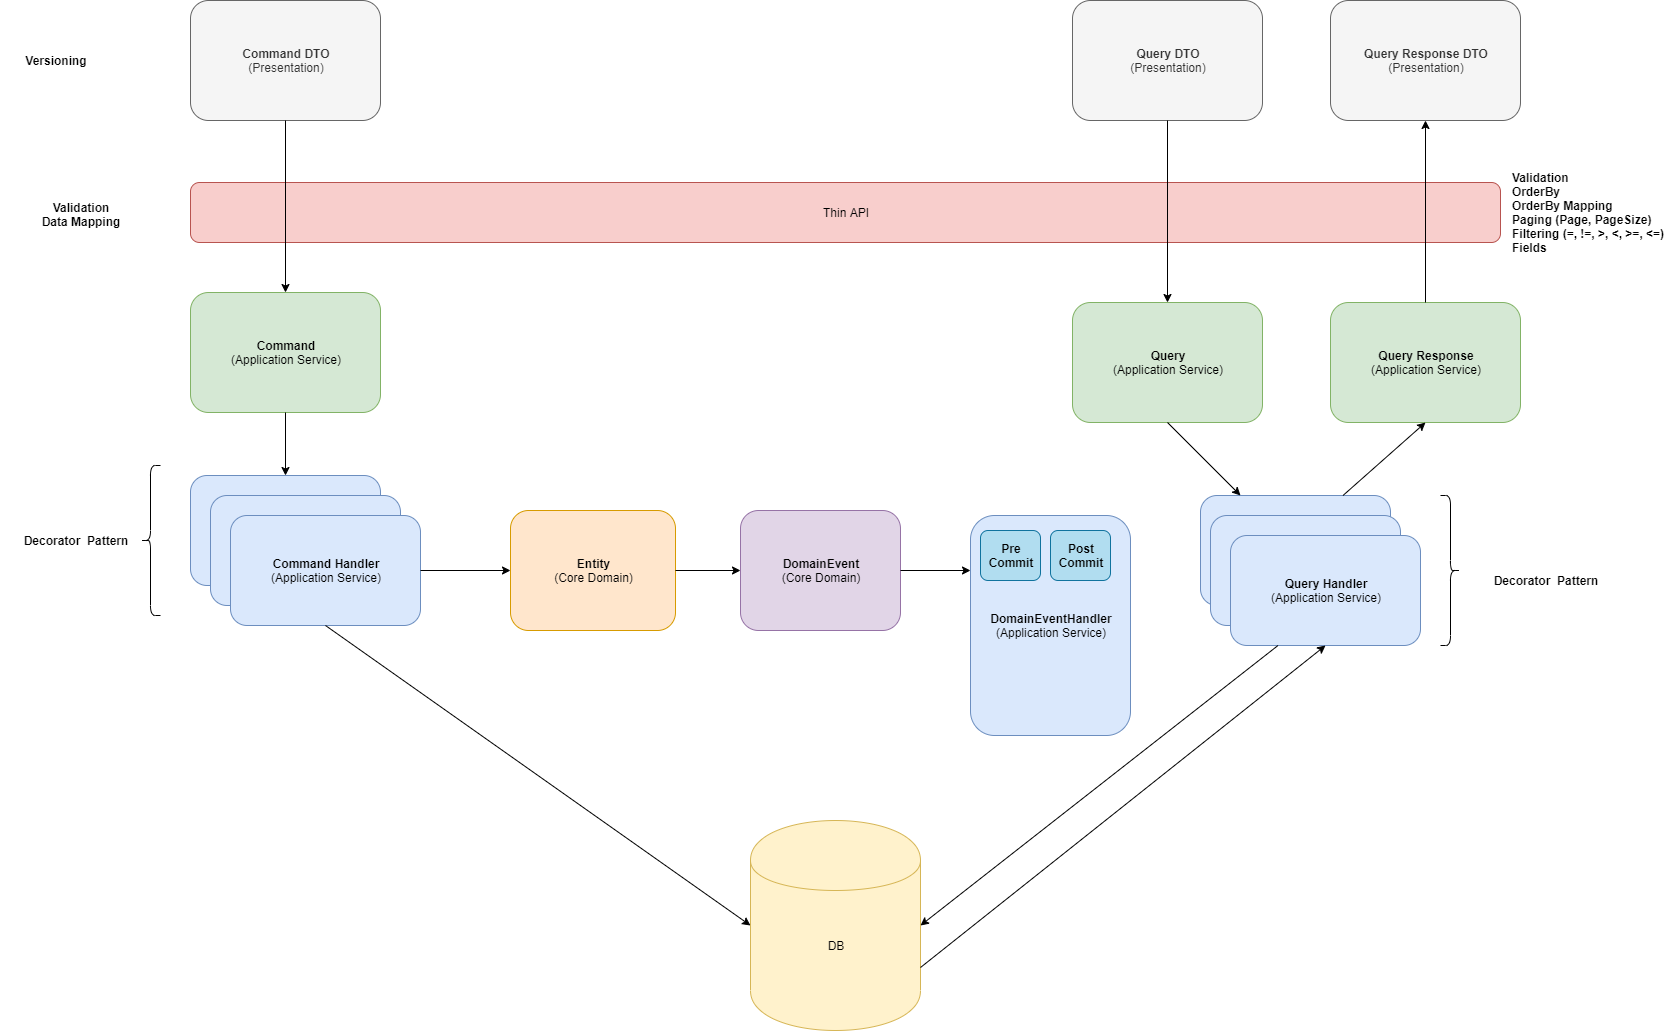 Versioning
Command DTO
(Presentation)
Query DTO
(Presentation)
Query Response DTO
(Presentation)
Validation
Data Mapping
Thin API
Validation
OrderBy
OrderBy Mapping
Paging (Page, PageSize)
Filtering (=, !=, >, <, >=, <=)
Fields
Command
(Application Service)
Query
(Application Service)
Query Response
(Application Service)
Decorator Pattern
Command Handler
(Application Service)
Entity
(Core Domain)
DomainEvent
(Core Domain)
Pre
Commit
Post
Commit
DomainEventHandler
(Application Service)
Query Handler
(Application Service)
Decorator Pattern
DB